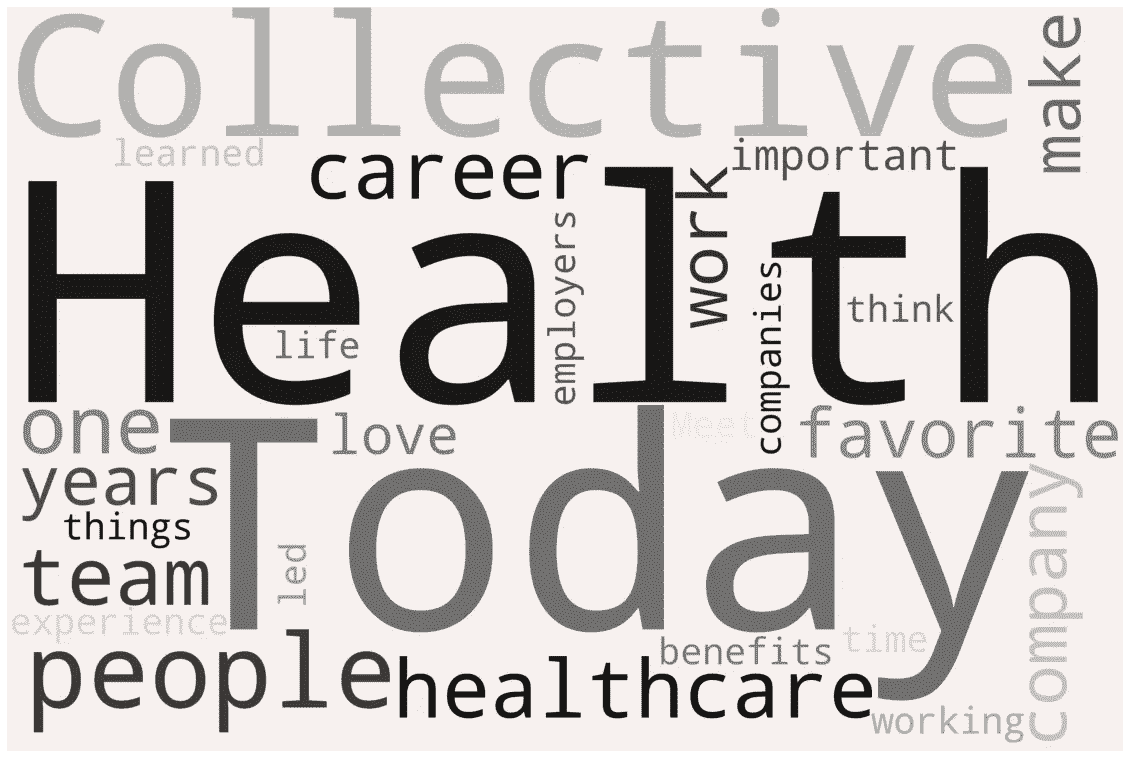 Collective
make
learned
career
important
work
Health
employers
companies
think
life
one
love
Meet
favorite
years
Today
things
led
team
company
experience
people
benefits
time
healthcare
working